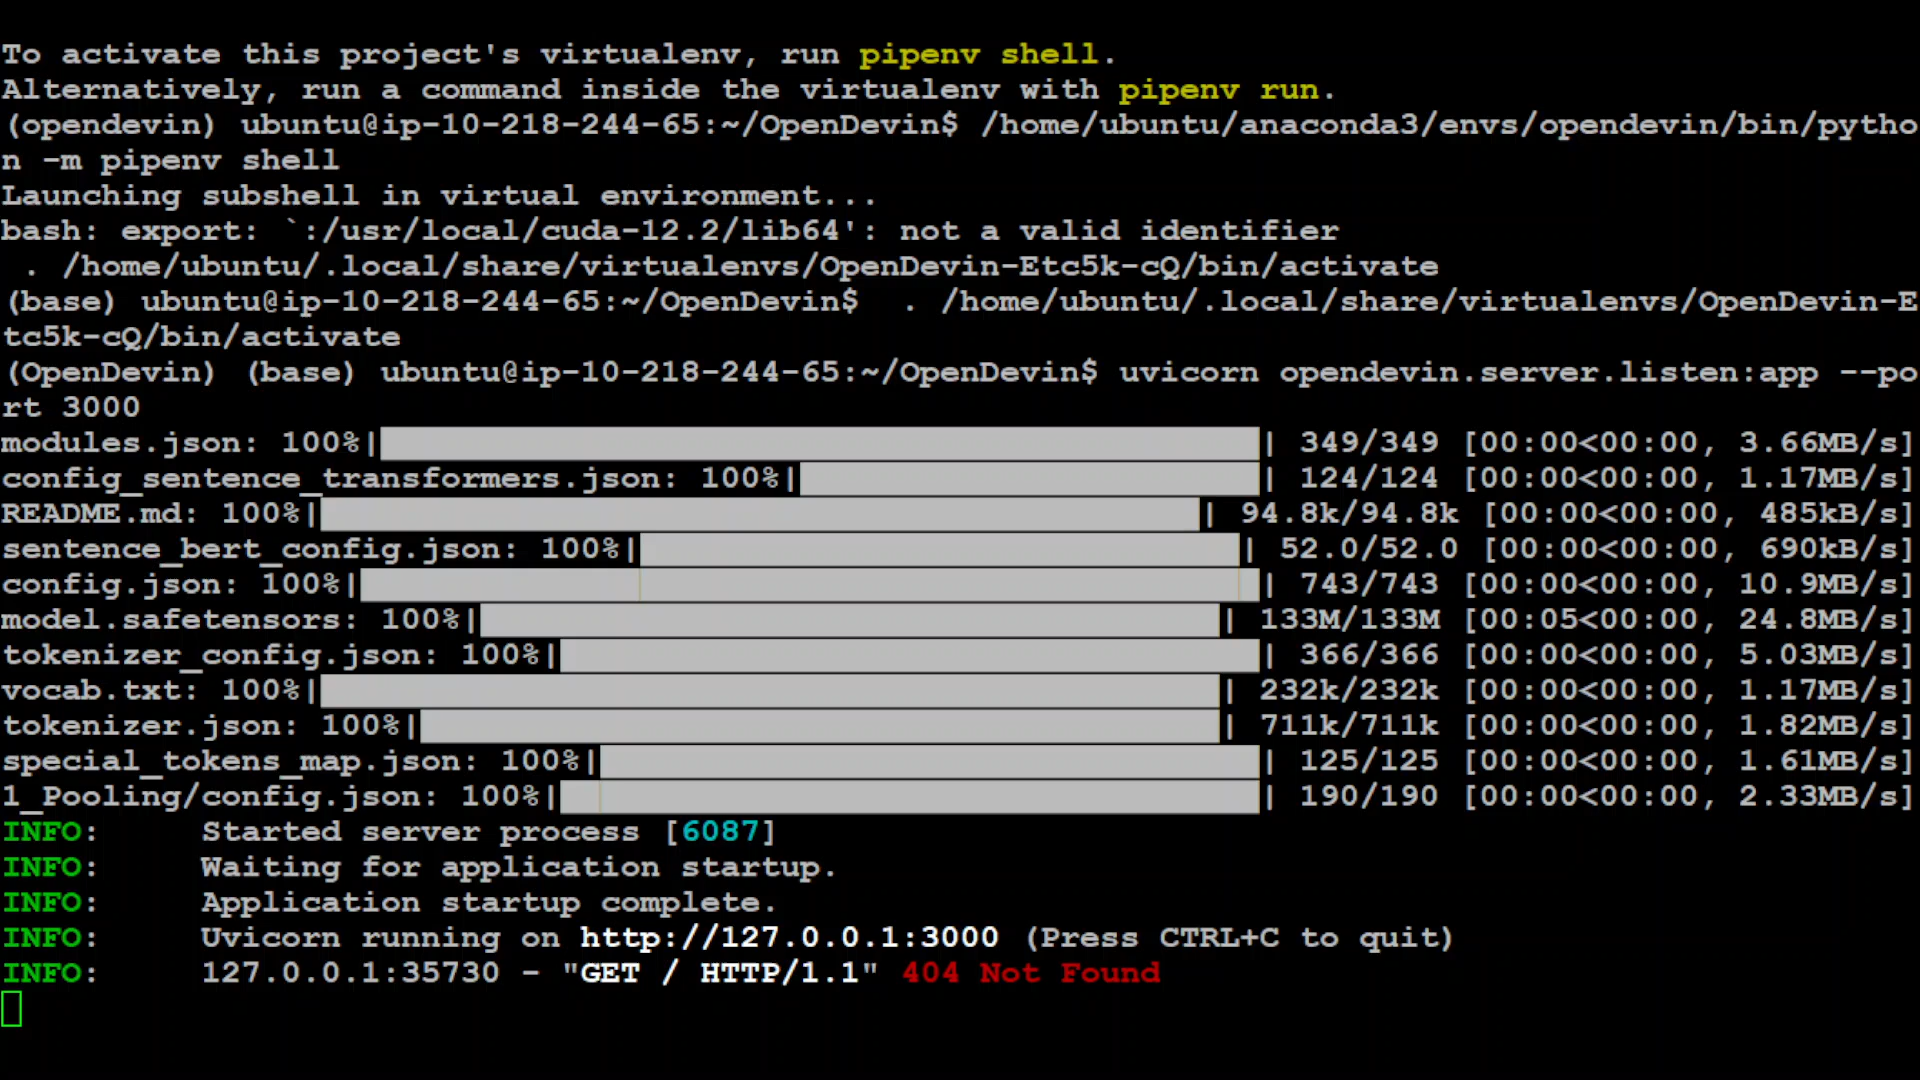 To activate this project's virtualenv, run pipenv shell.
Alternatively, run a command inside the virtualenv with pipenv run.
(opendevin) ubuntu@ip-10-218-244-65:~/OpenDevin$ /home/ubuntu/anaconda3/envs/opendevin/bin/pytho
n -m pipenv shell
Launching subshell in virtual environment...
bash: export: `:/usr/local/cuda-12.2/lib64': not a valid identifier
 . /home/ubuntu/.local/share/virtualenvs/OpenDevin-Etc5k-cQ/bin/activate
(base) ubuntu@ip-10-218-244-65:~/OpenDevin$  . /home/ubuntu/.local/share/virtualenvs/OpenDevin-E
tc5k-cQ/bin/activate
(OpenDevin) (base) ubuntu@ip-10-218-244-65:~/OpenDevin$ uvicorn opendevin.server.listen:app --po
rt 3000
modules.json: 100%| | 349/349 [00:00<00:00, 3.66MB/s]
config_sentence_transformers.json: 100%| | 124/124 [00:00<00:00, 1.17MB/s]
README.md: 100%| | 94.8k/94.8k [00:00<00:00, 485kB/s]
sentence_bert_config.json: 100%| | 52.0/52.0 [00:00<00:00, 690kB/s]
config.json: 100%| | 743/743 [00:00<00:00, 10.9MB/s]
model.safetensors: 100%| | 133M/133M [00:05<00:00, 24.8MB/s]
tokenizer_config.json: 100%| | 366/366 [00:00<00:00, 5.03MB/s]
vocab.txt: 100%| | 232k/232k [00:00<00:00, 1.17MB/s]
tokenizer.json: 100%| | 711k/711k [00:00<00:00, 1.82MB/s]
special_tokens_map.json: 100%| | 125/125 [00:00<00:00, 1.61MB/s]
1_Pooling/config.json: 100%| | 190/190 [00:00<00:00, 2.33MB/s]
INFO:     Started server process [6087]
INFO:     Waiting for application startup.
INFO:     Application startup complete.
INFO:     Uvicorn running on http://127.0.0.1:3000 (Press CTRL+C to quit)
INFO:     127.0.0.1:35730 - "GET / HTTP/1.1" 404 Not Found